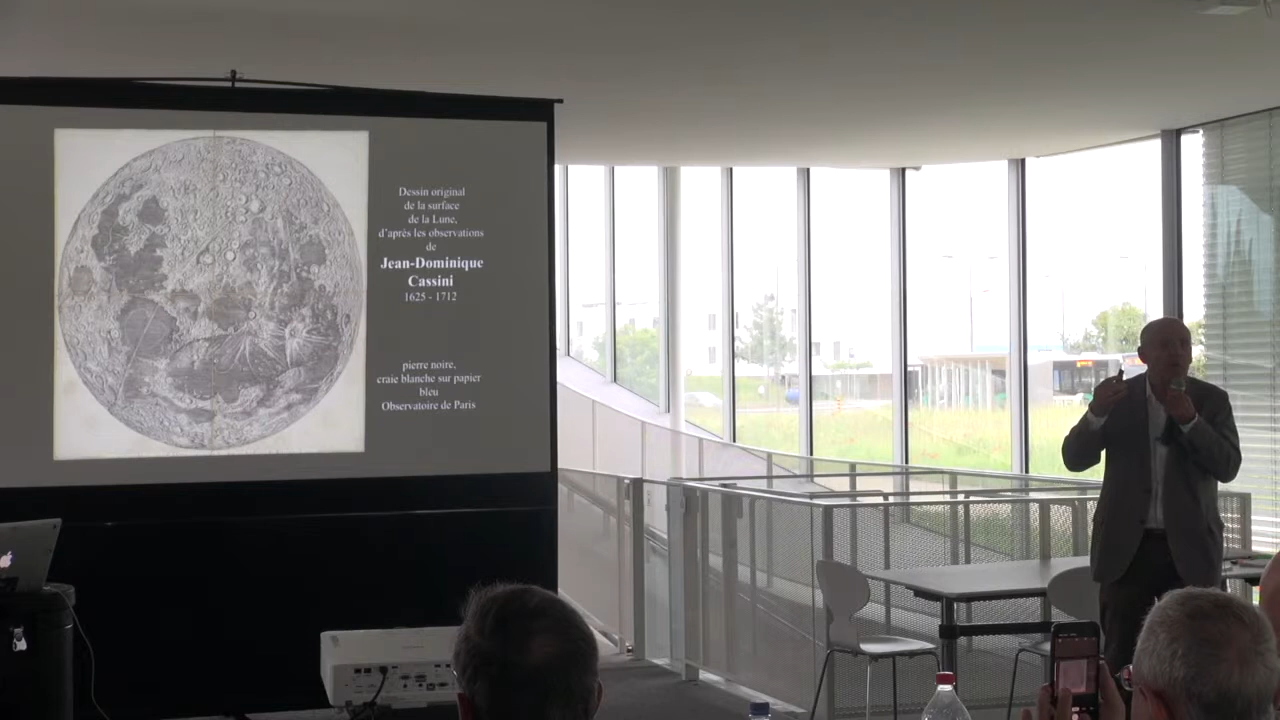 Dessin original
de la surface
de la Lune,
d'après les observations
de
Jean-Dominique
Cassini
1625 - 1712
pierre noire,
craie blanche sur papier
bleu
Observatoire de Paris